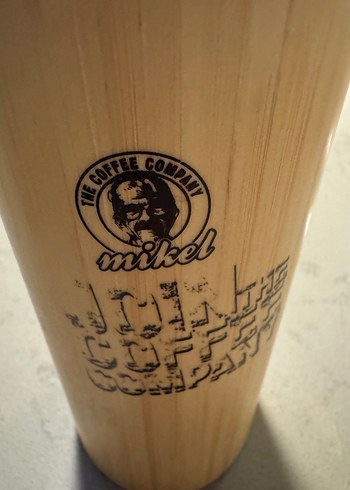 THE COFFEE COMPANY
mikel
JOIN THE
COFFEE
COMPANY